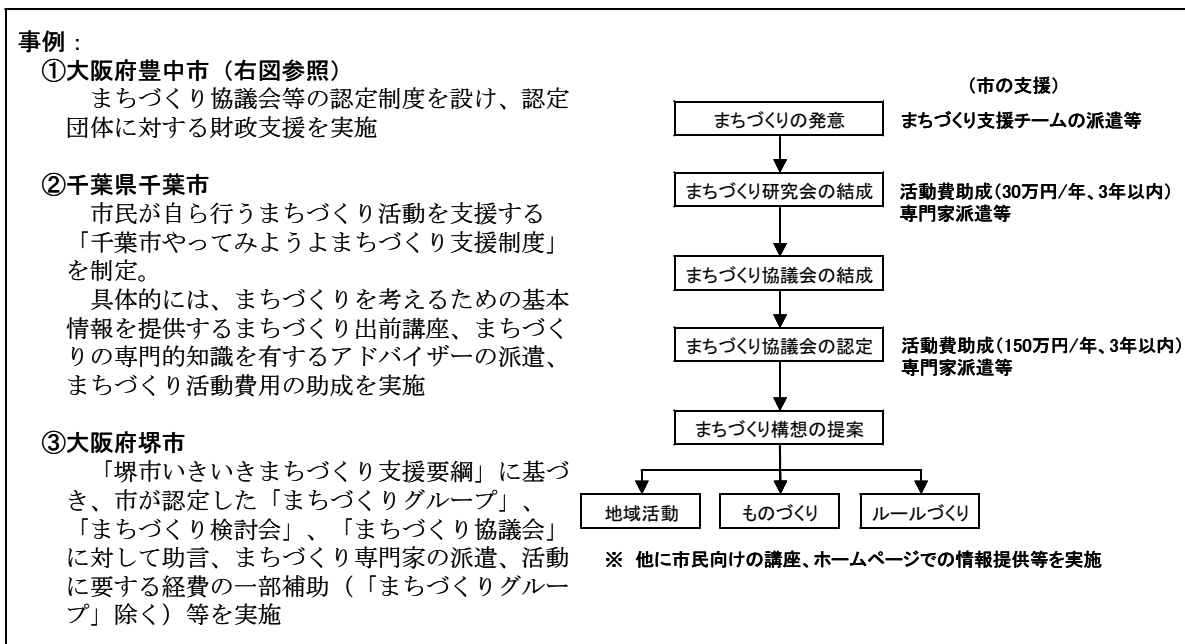 事例：
①大阪府豊中市（右図参照）
まちづくり協議会等の認定制度を設け、認定
団体に対する財政支援を実施
②千葉県千葉市
市民が自ら行うまちづくり活動を支援する
「千葉市やってみようよまちづくり支援制度」
を制定。
具体的には、まちづくりを考えるための基本
情報を提供するまちづくり出前講座、まちづく
りの専門的知識を有するアドバイザーの派遣、
まちづくり活動費用の助成を実施
③大阪府堺市
「堺市いきいきまちづくり支援要綱」に基づ
き、市が認定した「まちづくりグループ」、
「まちづくり検討会」、「まちづくり協議会」
に対して助言、まちづくり専門家の派遣、活動
に要する経費の一部補助（「まちづくりグルー
プ」除く）等を実施
（市の支援）
まちづくりの発意
まちづくり支援チームの派遣等
まちづくり研究会の結成
活動費助成（30万円/年、3年以内）
専門家派遣等
まちづくり協議会の結成
まちづくり協議会の認定
活動費助成（150万円/年、3年以内）
専門家派遣等
まちづくり構想の提案
地域活動
ものづくり
ルールづくり
※ 他に市民向けの講座、ホームページでの情報提供等を実施